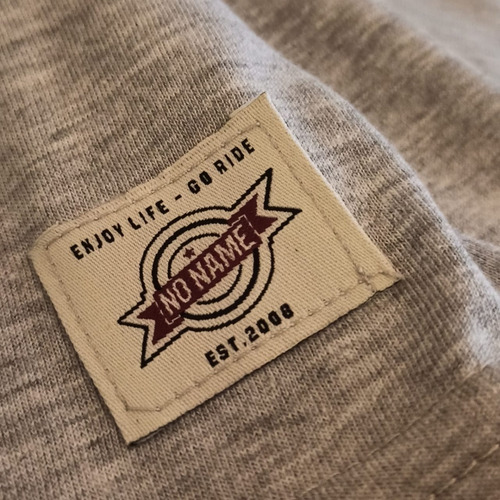 ENJOY LIFE - GO RIDE
NO NAME
EST.2008